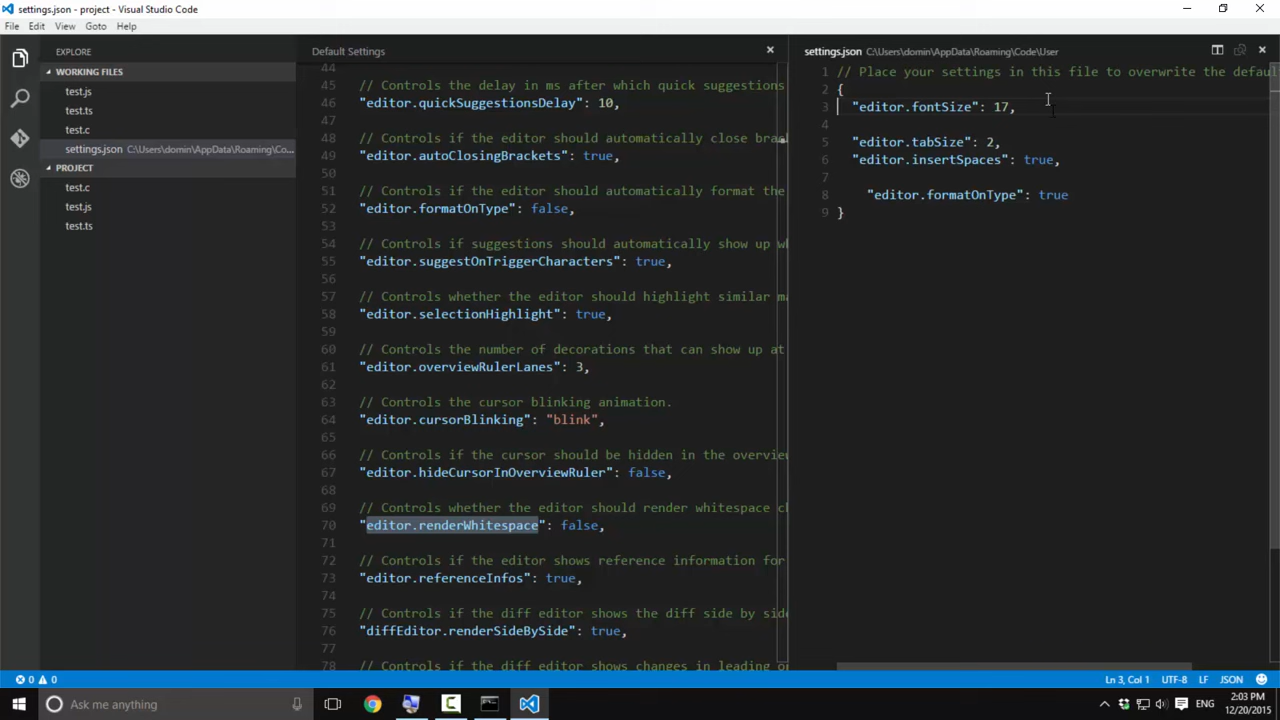 settings.json - project - Visual Studio Code
File Edit View Goto Help
EXPLORE
WORKING FILES
test.js
test.ts
test.c
settings.json C:\Users\domin\AppData\Roaming\Co...
PROJECT
test.c
test.js
test.ts
Default Settings
44
45 // Controls the delay in ms after which quick suggestions
46 "editor.quickSuggestionsDelay": 10,
47
48 // Controls if the editor should automatically close brac
49 "editor.autoClosingBrackets": true,
50
51 // Controls if the editor should automatically format the
52 "editor.formatOnType": false,
53
54 // Controls if suggestions should automatically show up w
55 "editor.suggestOnTriggerCharacters": true,
56
57 // Controls whether the editor should highlight similar ma
58 "editor.selectionHighlight": true,
59
60 // Controls the number of decorations that can show up at
61 "editor.overviewRulerLanes": 3,
62
63 // Controls the cursor blinking animation.
64 "editor.cursorBlinking": "blink",
65
66 // Controls if the cursor should be hidden in the overvie
67 "editor.hideCursorInOverviewRuler": false,
68
69 // Controls whether the editor should render whitespace c
70 "editor.renderWhitespace": false,
71
72 // Controls if the editor shows reference information for
73 "editor.referenceInfos": true,
74
75 // Controls if the diff editor shows the diff side by sid
76 "diffEditor.renderSideBySide": true,
77
78 // Controls if the diff editor shows changes in leading o
settings.json C:\Users\domin\AppData\Roaming\Code\User
1 // Place your settings in this file to overwrite the defaul
2 {
3 "editor.fontSize": 17,
4
5 "editor.tabSize": 2,
6 "editor.insertSpaces": true,
7
8 "editor.formatOnType": true
9 }
0 0
Ln 3, Col 1 UTF-8 LF JSON
Ask me anything
ENG
2:03 PM
12/20/2015